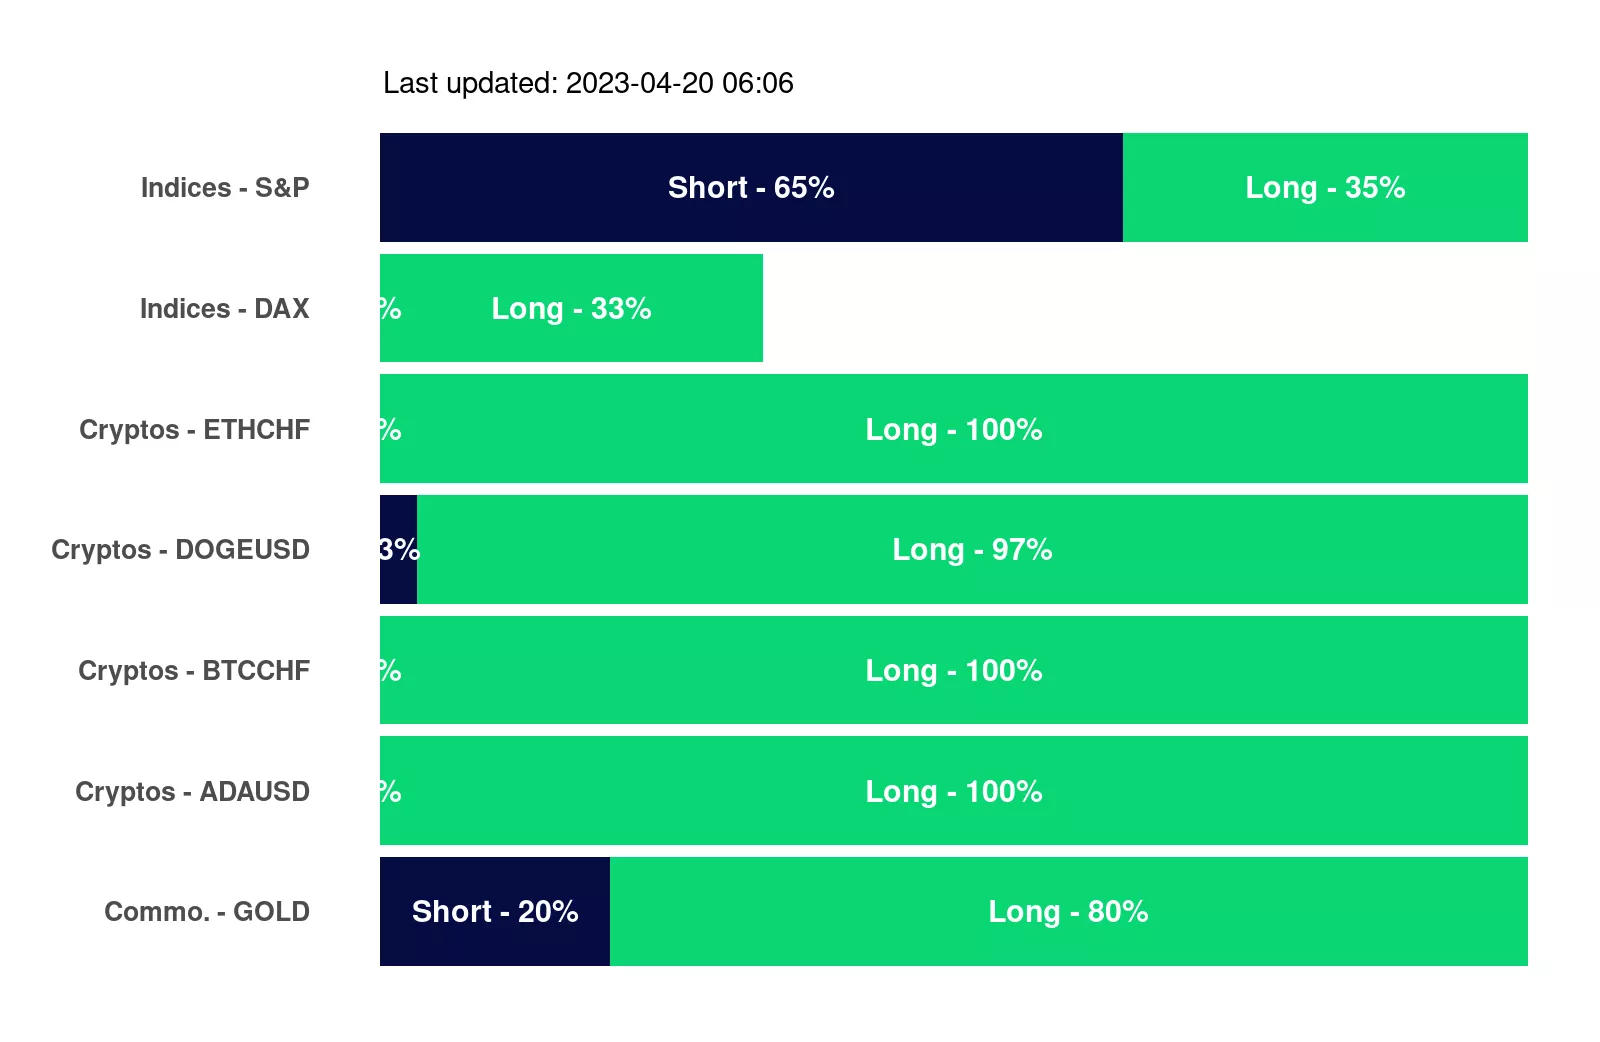 Last updated: 2023-04-20 06:06
Indices - S&P Short - 65% Long - 35%
Indices - DAX % Long - 33%
Cryptos - ETHCHF % Long - 100%
Cryptos - DOGEUSD 3% Long - 97%
Cryptos - BTCCHF % Long - 100%
Cryptos - ADAUSD % Long - 100%
Commo. - GOLD Short - 20% Long - 80%